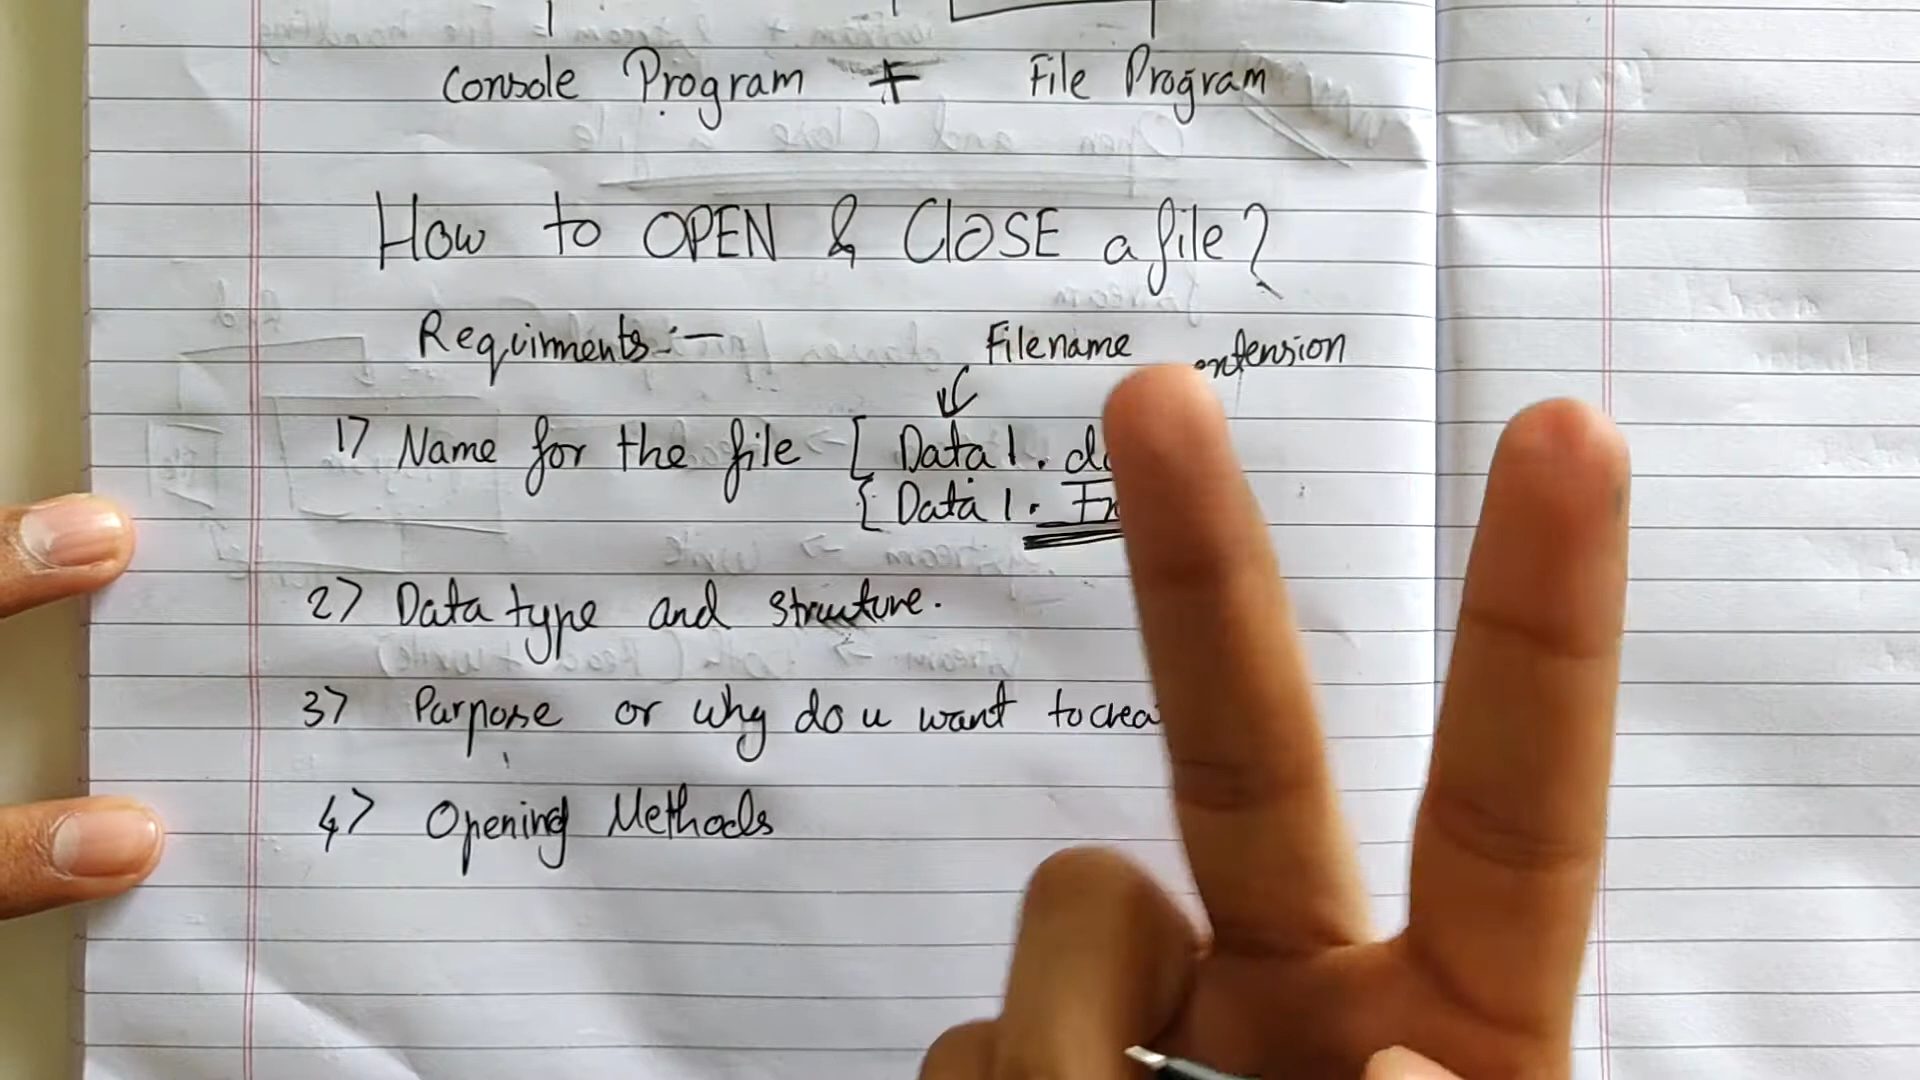 Console Program + File Program
How to OPEN & ClOSE a file?
Requirments :-
Filename extension
1) Name for the file [ Data1.
[ Data1.
2) Data type and structure.
3) Purpose or why do u want to
4) Opening Methods